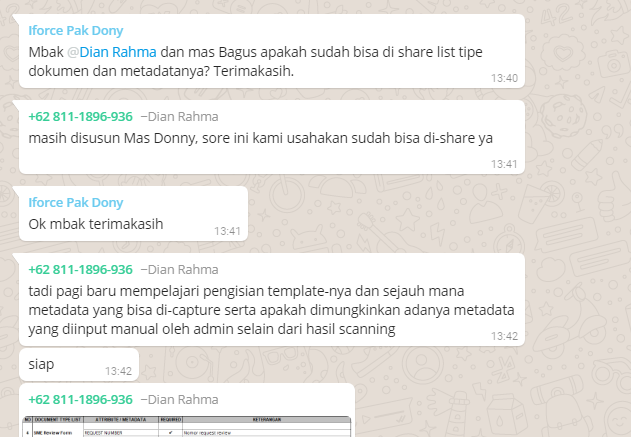 Iforce Pak Dony
Mbak @Dian Rahma dan mas Bagus apakah sudah bisa di share list tipe
dokumen dan metadatanya? Terimakasih.
13:40
+62 811-1896-936 ~Dian Rahma
masih disusun Mas Donny, sore ini kami usahakan sudah bisa di-share ya
13:41
Iforce Pak Dony
Ok mbak terimakasih
13:41
+62 811-1896-936 ~Dian Rahma
tadi pagi baru mempelajari pengisian template-nya dan sejauh mana
metadata yang bisa di-capture serta apakah dimungkinkan adanya metadata
yang diinput manual oleh admin selain dari hasil scanning
13:42
siap
13:42
+62 811-1896-936 ~Dian Rahma
NO DOCUMENT TYPE LIST ATTRIBUTE / METADATA REQUIRED KETERANGAN
Review Form REQUEST NUMBER ✓ Nomor request review